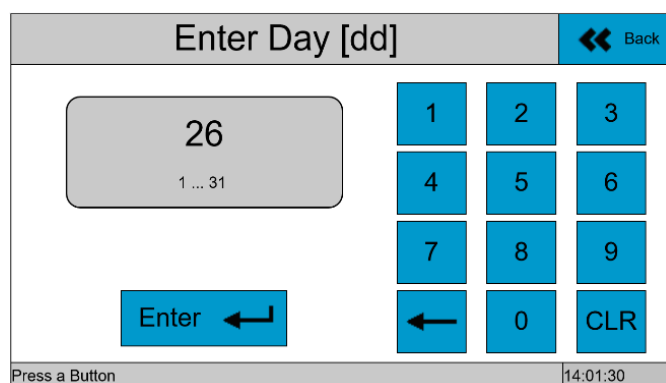 Enter Day [dd]
Back
26
1 ... 31
1 2 3
4 5 6
7 8 9
0 CLR
Enter
Press a Button
14:01:30